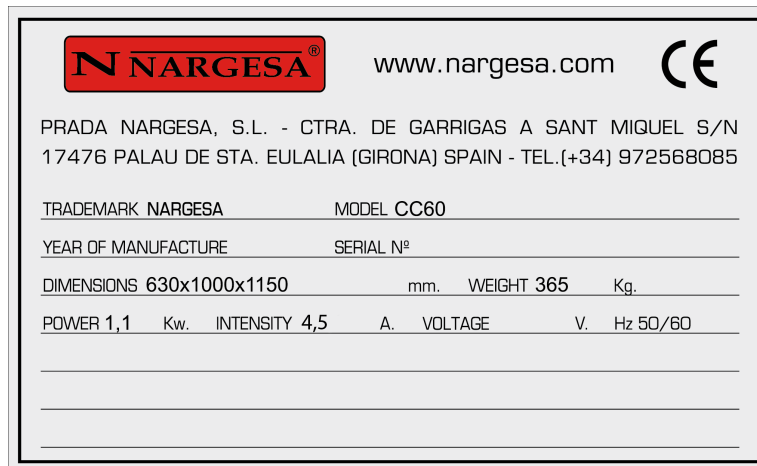 N NARGESA® www.nargesa.com CE
PRADA NARGESA, S.L. - CTRA. DE GARRIGAS A SANT MIQUEL S/N
17476 PALAU DE STA. EULALIA (GIRONA) SPAIN - TEL.(+34) 972568085
TRADEMARK NARGESA MODEL CC60
YEAR OF MANUFACTURE SERIAL Nº
DIMENSIONS 630x1000x1150 mm. WEIGHT 365 Kg.
POWER 1,1 Kw. INTENSITY 4,5 A. VOLTAGE V. Hz 50/60